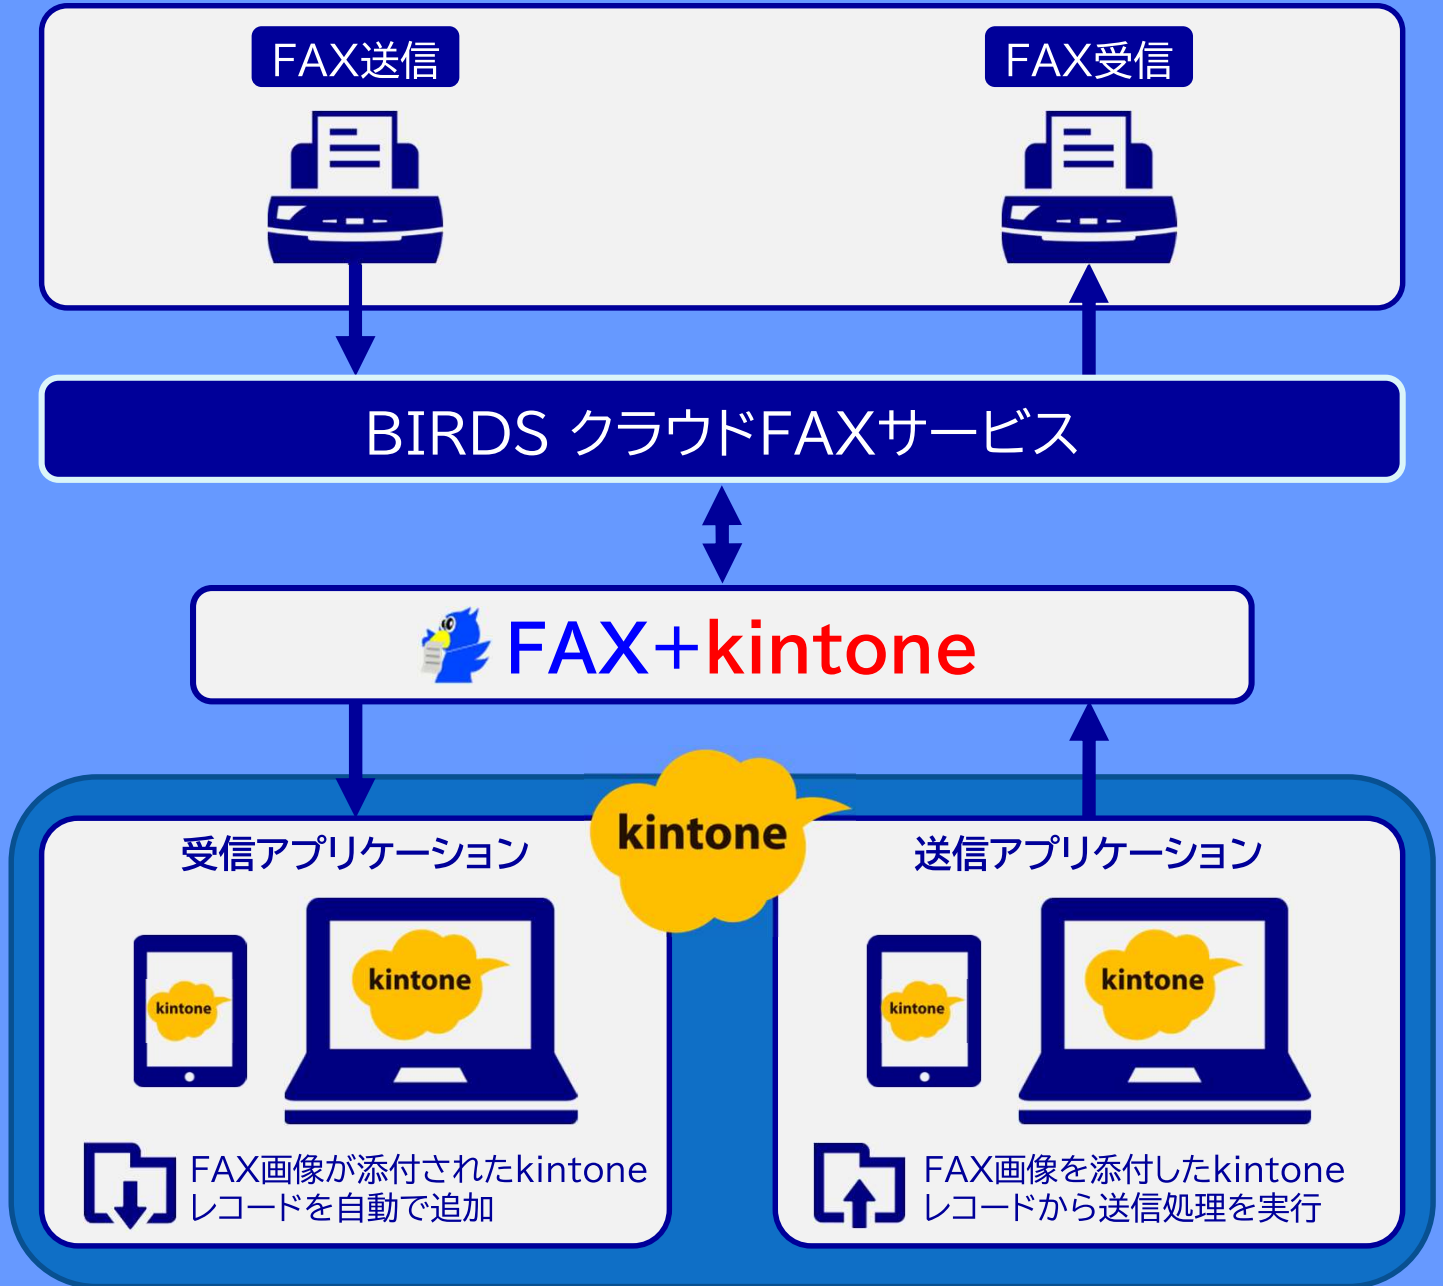 FAX送信
FAX受信
BIRDS クラウドFAXサービス
FAX+kintone
kintone
受信アプリケーション
kintone
kintone
FAX画像が添付されたkintone
レコードを自動で追加
送信アプリケーション
kintone
kintone
FAX画像を添付したkintone
レコードから送信処理を実行